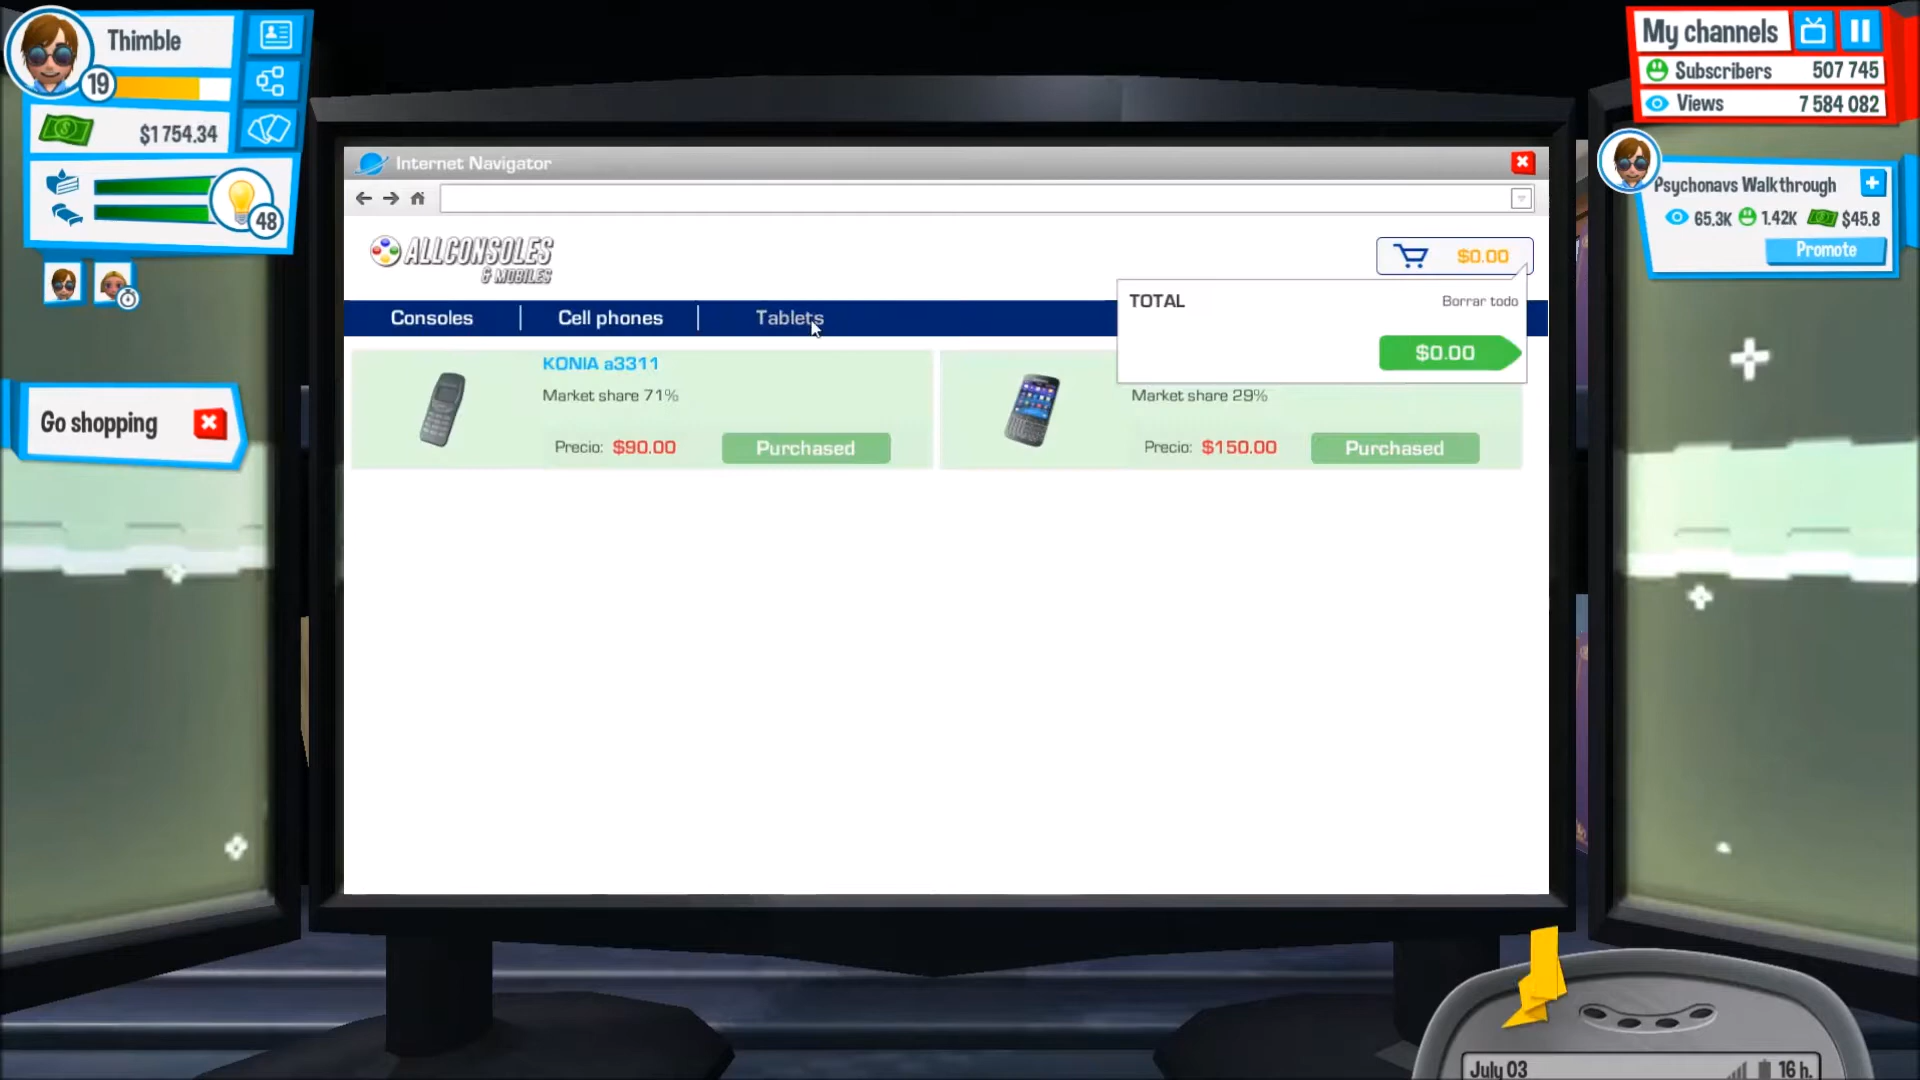 Thimble
19
$1 754.34
48
Go shopping
Internet Navigator
ALLCONSOLES
& MOBILES
$0.00
TOTAL
Borrar todo
$0.00
Consoles
Cell phones
Tablets
KONIA a3311
Market share 71%
Precio: $90.00
Purchased
Market share 29%
Precio: $150.00
Purchased
My channels
Subscribers 507 745
Views 7 584 082
Psychonavs Walkthrough
65.3K 1.42K $45.8
Promote
July 03
16 h.